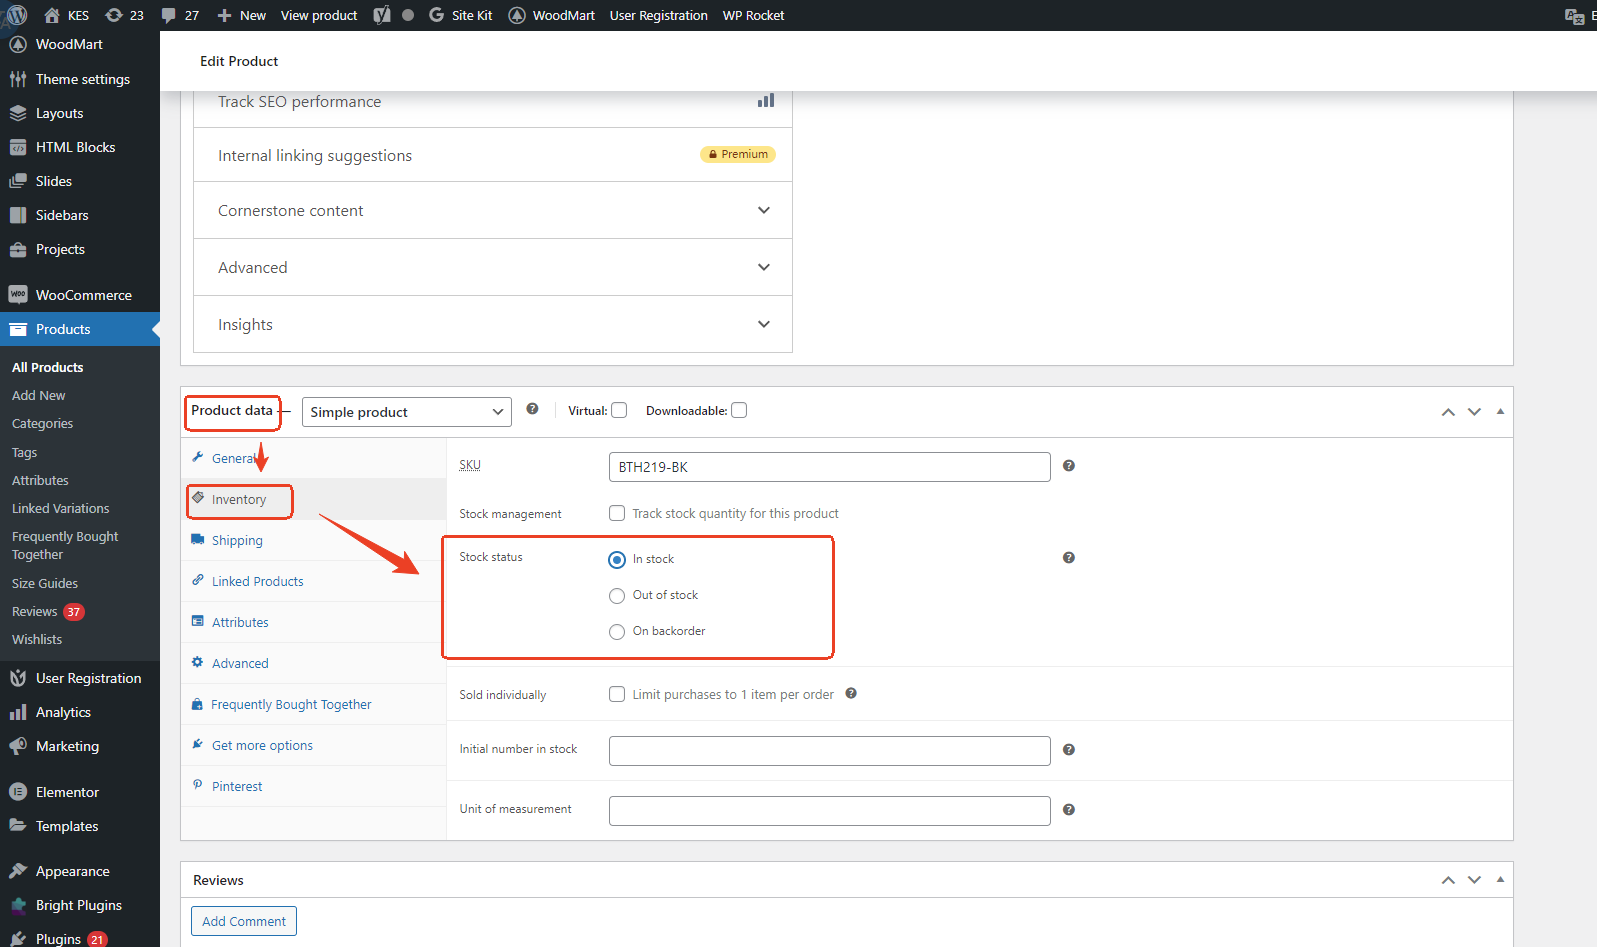 KES 23 27 New View product Site Kit WoodMart User Registration WP Rocket
WoodMart
Theme settings
Layouts
HTML Blocks
Slides
Sidebars
Projects
WooCommerce
Products
All Products
Add New
Categories
Tags
Attributes
Linked Variations
Frequently Bought
Together
Size Guides
Reviews 37
Wishlists
User Registration
Analytics
Marketing
Elementor
Templates
Appearance
Bright Plugins
Plugins 21
Edit Product
Track SEO performance
Internal linking suggestions Premium
Cornerstone content
Advanced
Insights
Product data — Simple product Virtual: Downloadable:
General
Inventory
Shipping
Linked Products
Attributes
Advanced
Frequently Bought Together
Get more options
Pinterest
SKU BTH219-BK
Stock management Track stock quantity for this product
Stock status In stock
Out of stock
On backorder
Sold individually Limit purchases to 1 item per order
Initial number in stock
Unit of measurement
Reviews
Add Comment